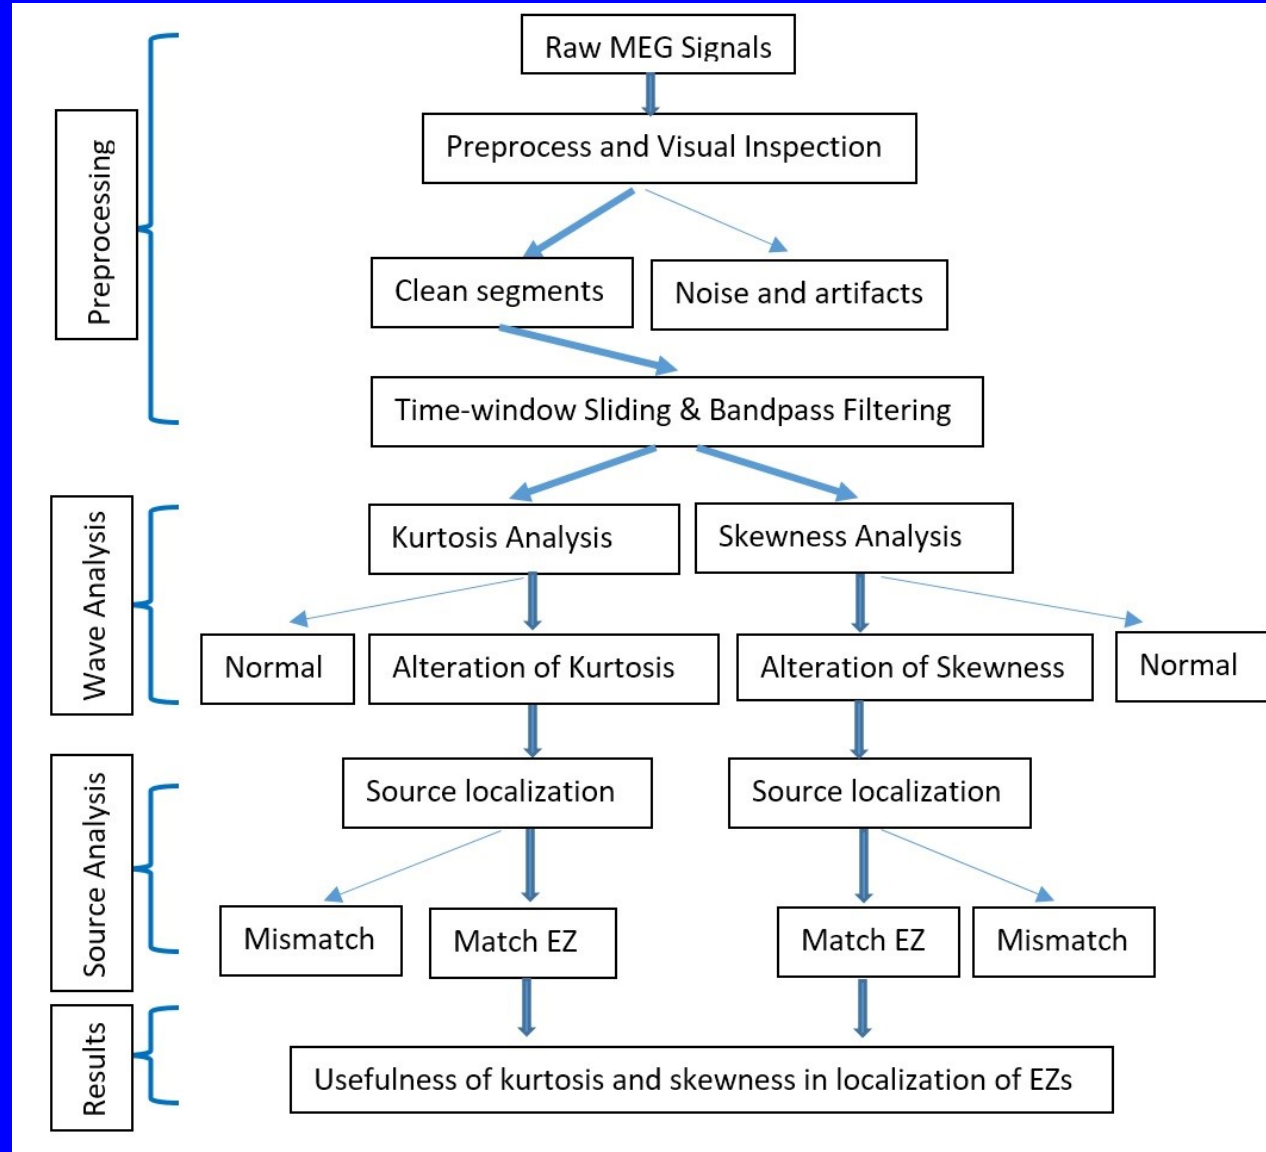 Raw MEG Signals
Preprocess and Visual Inspection
Preprocessing
Clean segments
Noise and artifacts
Time-window Sliding & Bandpass Filtering
Wave Analysis
Kurtosis Analysis
Skewness Analysis
Normal
Alteration of Kurtosis
Alteration of Skewness
Normal
Source Analysis
Source localization
Source localization
Mismatch
Match EZ
Match EZ
Mismatch
Results
Usefulness of kurtosis and skewness in localization of EZs